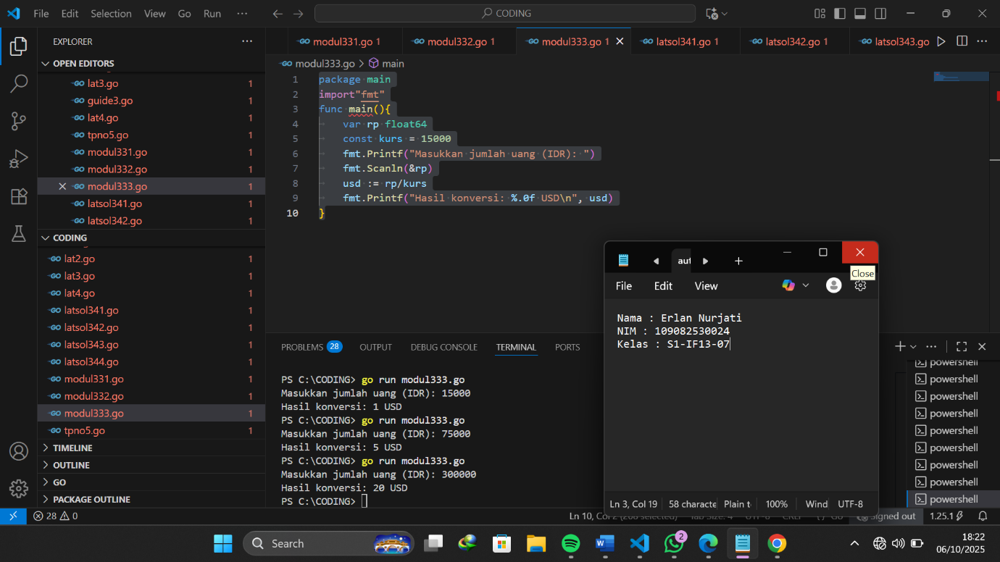 File Edit Selection View Go Run ···
CODING
EXPLORER
OPEN EDITORS
lat3.go 1
guide3.go 1
lat4.go 1
tpno5.go 1
modul331.go 1
modul332.go 1
modul333.go 1
latsol341.go 1
latsol342.go 1
CODING
lat2.go 1
lat3.go 1
lat4.go 1
latsol341.go 1
latsol342.go 1
latsol343.go 1
latsol344.go 1
modul331.go 1
modul332.go 1
modul333.go 1
tpno5.go 1
TIMELINE
OUTLINE
GO
PACKAGE OUTLINE
modul331.go 1 modul332.go 1 modul333.go 1 latsol341.go 1 latsol342.go 1 latsol343.go
modul333.go > main
1 package main
2 import"fmt"
3 func main(){
4 var rp float64
5 const kurs = 15000
6 fmt.Printf("Masukkan jumlah uang (IDR): ")
7 fmt.Scanln(&rp)
8 usd := rp/kurs
9 fmt.Printf("Hasil konversi: %.0f USD\n", usd)
10 }
PROBLEMS 28 OUTPUT DEBUG CONSOLE TERMINAL PORTS
PS C:\CODING> go run modul333.go
Masukkan jumlah uang (IDR): 15000
Hasil konversi: 1 USD
PS C:\CODING> go run modul333.go
Masukkan jumlah uang (IDR): 75000
Hasil konversi: 5 USD
PS C:\CODING> go run modul333.go
Masukkan jumlah uang (IDR): 300000
Hasil konversi: 20 USD
PS C:\CODING>
powershell
powershell
powershell
powershell
powershell
powershell
powershell
powershell
powershell
aut
Close
File Edit View
Nama : Erlan Nurjati
NIM : 109082530024
Kelas : S1-IF13-07
Ln 3, Col 19 58 characte Plain t 100% Wind UTF-8
28 0 Ln 10, Col 2 Signed out 1.25.1
Search
2
18:22
06/10/2025